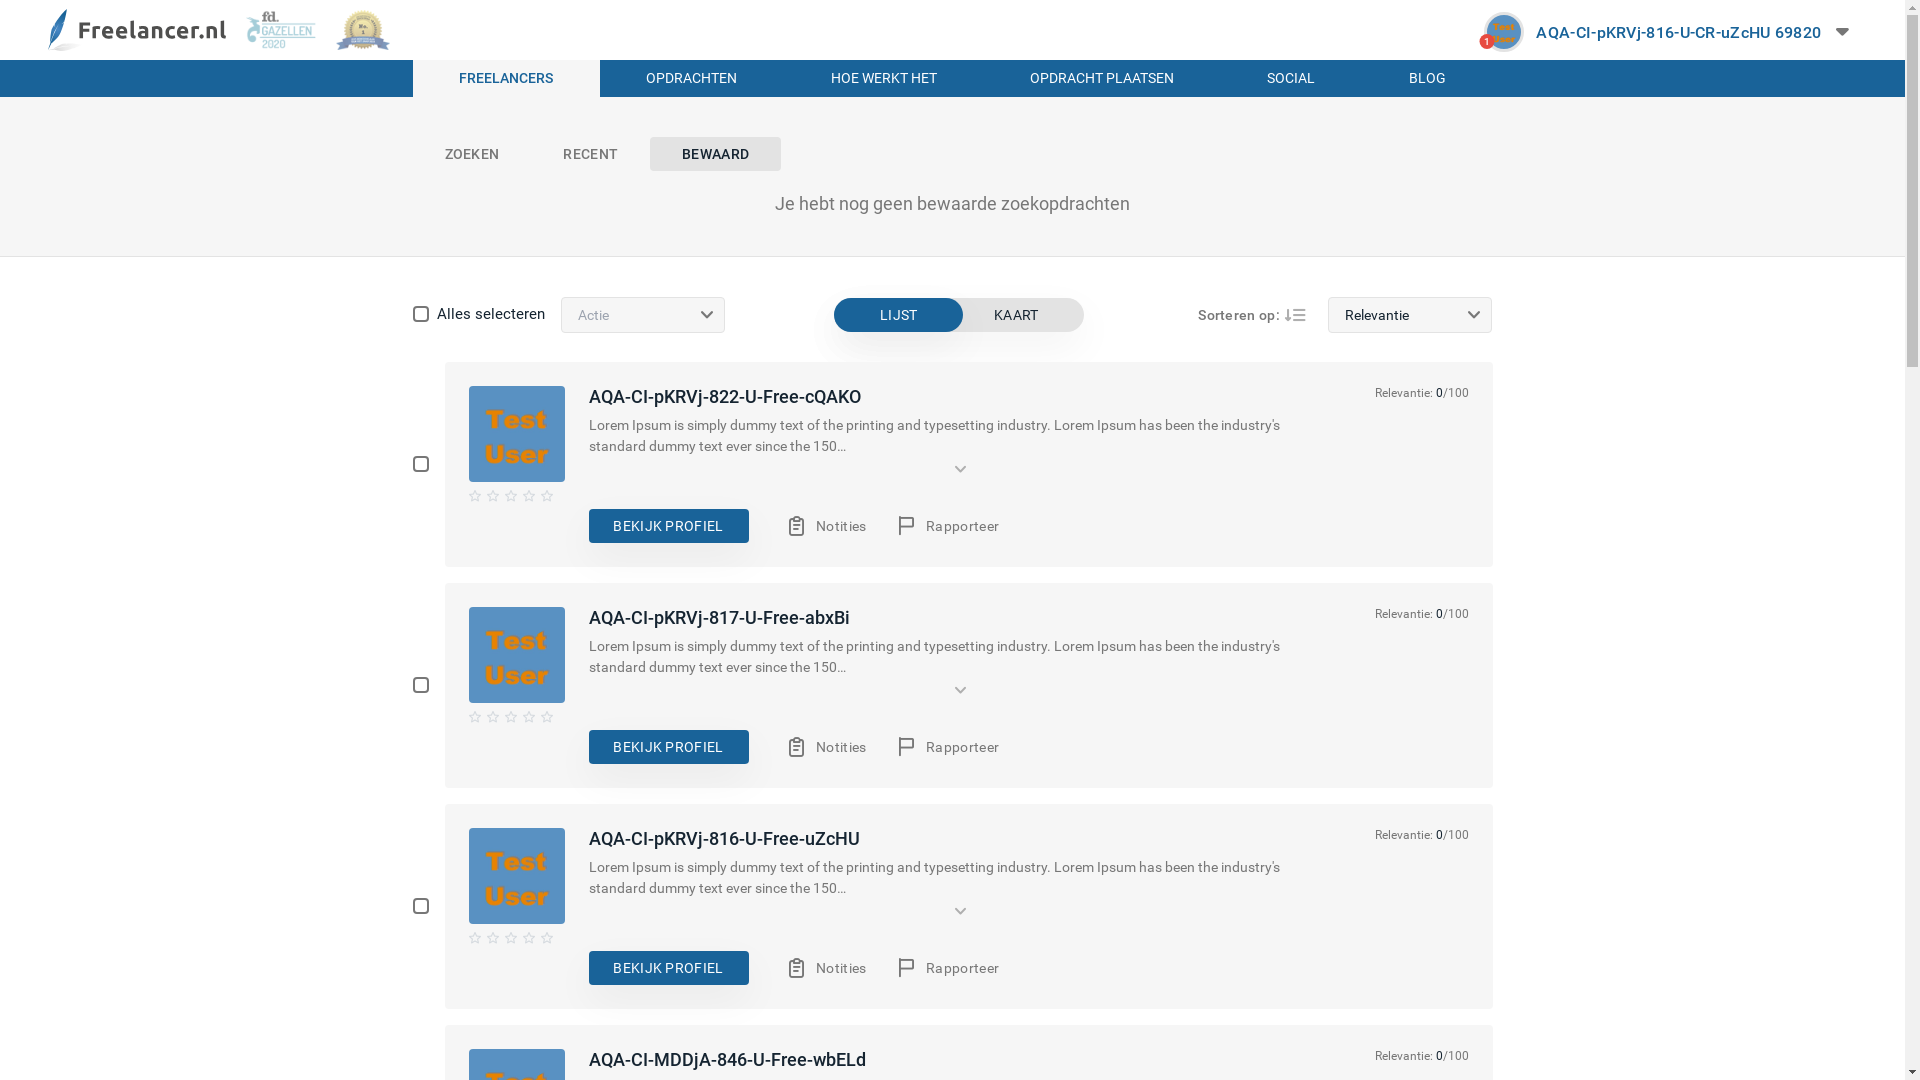 Freelancer.nl
fd.
GAZELLEN
2020
No.
1
Test
User
1
AQA-CI-pKRVj-816-U-CR-uZcHU 69820
FREELANCERS
OPDRACHTEN
HOE WERKT HET
OPDRACHT PLAATSEN
SOCIAL
BLOG
ZOEKEN
RECENT
BEWAARD
Je hebt nog geen bewaarde zoekopdrachten
Alles selecteren
Actie
LIJST
KAART
Sorteren op:
Relevantie
Test
User
AQA-CI-pKRVj-822-U-Free-cQAKO
Relevantie: 0/100
Lorem Ipsum is simply dummy text of the printing and typesetting industry. Lorem Ipsum has been the industry's
standard dummy text ever since the 150...
BEKIJK PROFIEL
Notities
Rapporteer
Test
User
AQA-CI-pKRVj-817-U-Free-abxBi
Relevantie: 0/100
Lorem Ipsum is simply dummy text of the printing and typesetting industry. Lorem Ipsum has been the industry's
standard dummy text ever since the 150...
BEKIJK PROFIEL
Notities
Rapporteer
Test
User
AQA-CI-pKRVj-816-U-Free-uZcHU
Relevantie: 0/100
Lorem Ipsum is simply dummy text of the printing and typesetting industry. Lorem Ipsum has been the industry's
standard dummy text ever since the 150...
BEKIJK PROFIEL
Notities
Rapporteer
Test
AQA-CI-MDDjA-846-U-Free-wbELd
Relevantie: 0/100